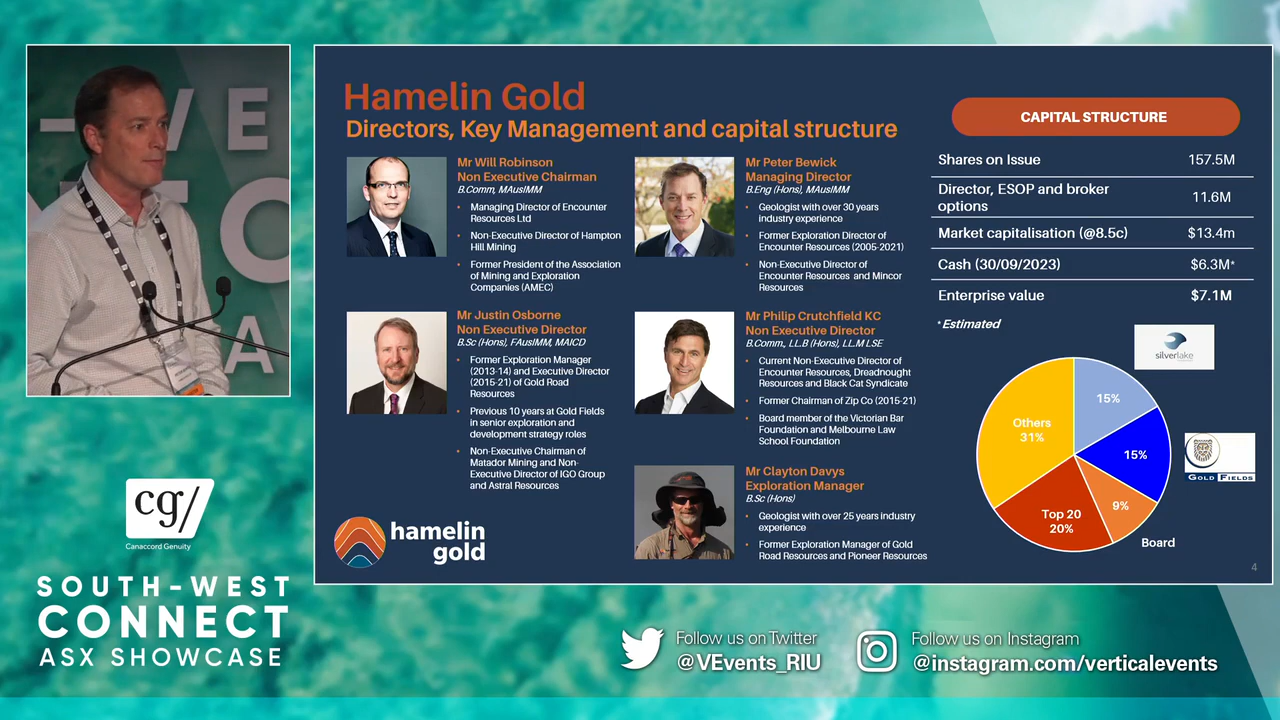 Hamelin Gold
Directors, Key Management and capital structure
Mr Will Robinson
Non Executive Chairman
B.Comm, MAusIMM
• Managing Director of Encounter
Resources Ltd
• Non-Executive Director of Hampton
Hill Mining
• Former President of the Association
of Mining and Exploration
Companies (AMEC)
Mr Peter Bewick
Managing Director
B.Eng (Hons), MAusIMM
• Geologist with over 30 years
industry experience
• Former Exploration Director of
Encounter Resources (2005-2021)
• Non-Executive Director of
Encounter Resources and Mincor
Resources
Mr Justin Osborne
Non Executive Director
B.Sc (Hons), FAusIMM, MAICD
• Former Exploration Manager
(2013-14) and Executive Director
(2015-21) of Gold Road
Resources
• Previous 10 years at Gold Fields
in senior exploration and
development strategy roles
• Non-Executive Chairman of
Matador Mining and Non-
Executive Director of IGO Group
and Astral Resources
Mr Philip Crutchfield KC
Non Executive Director
B.Comm., LL.B (Hons), LL.M LSE
• Current Non-Executive Director of
Encounter Resources, Dreadnought
Resources and Black Cat Syndicate
• Former Chairman of Zip Co (2015-21)
• Board member of the Victorian Bar
Foundation and Melbourne Law
School Foundation
Mr Clayton Davys
Exploration Manager
B.Sc (Hons)
• Geologist with over 25 years industry
experience
• Former Exploration Manager of Gold
Road Resources and Pioneer Resources
hamelin
gold
CAPITAL STRUCTURE
Shares on Issue 157.5M
Director, ESOP and broker
options 11.6M
Market capitalisation (@8.5c) $13.4m
Cash (30/09/2023) $6.3M*
Enterprise value $7.1M
*Estimated
silverlake
15%
15%
GOLD FIELDS
9%
Board
Top 20
20%
Others
31%
4
- VE
NEC
A
cg/
Canaccord Genuity
SOUTH-WEST
CONNECT
ASX SHOWCASE
Follow us on Twitter
@VEvents_RIU
Follow us on Instagram
@instagram.com/verticalevents